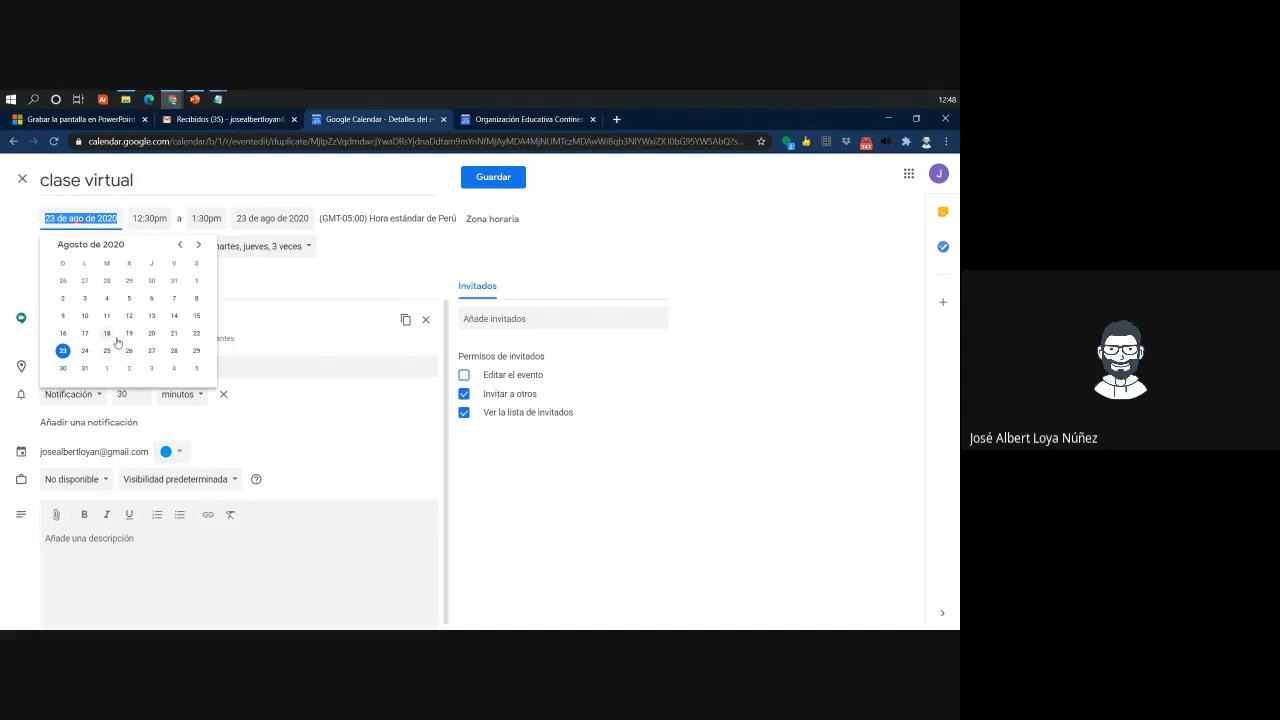 12:48
Grabar la pantalla en PowerPoint
Recibidos (35) - josealbertloyan@
Google Calendar - Detalles del e
Organización Educativa Continen
calendar.google.com/calendar/b/1/r/eventedit/duplicate/
clase virtual
Guardar
J
23 de ago de 2020 12:30pm a 1:30pm 23 de ago de 2020 (GMT-05:00) Hora estándar de Perú Zona horaria
Agosto de 2020
martes, jueves, 3 veces
D L M X J V S
26 27 28 29 30 31 1
2 3 4 5 6 7 8
9 10 11 12 13 14 15
16 17 18 19 20 21 22
23 24 25 26 27 28 29
30 31 1 2 3 4 5
antes
Notificación 30 minutos
Añadir una notificación
josealbertloyan@gmail.com
No disponible Visibilidad predeterminada
B I U
Añade una descripción
Invitados
Añade invitados
Permisos de invitados
Editar el evento
Invitar a otros
Ver la lista de invitados
José Albert Loya Núñez